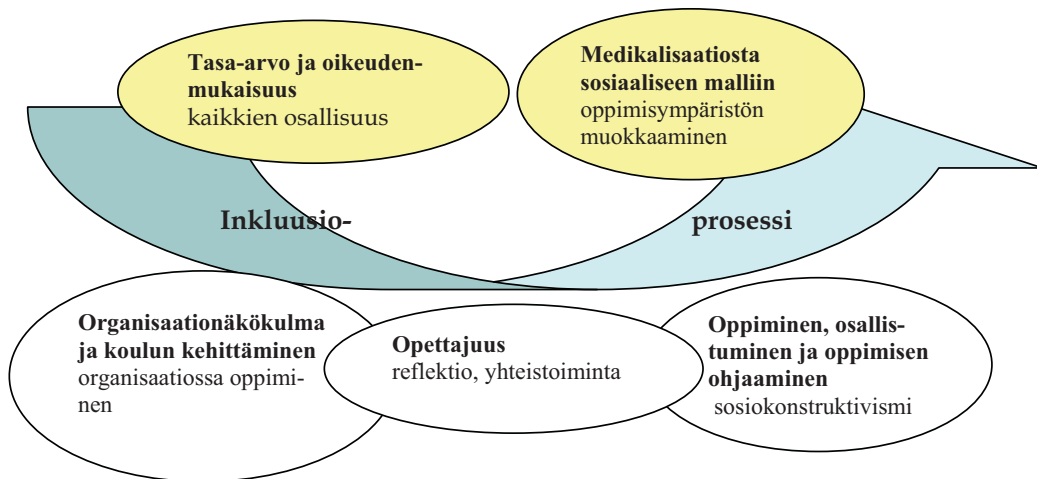 Tasa-arvo ja oikeuden-
mukaisuus
kaikkien osallisuus
Medikalisaatiosta
sosiaaliseen malliin
oppimisympäristön
muokkaaminen
Inkluusio-
prosessi
Organisaationäkökulma
ja koulun kehittäminen
organisaatiossa oppimi-
nen
Opettajuus
reflektio, yhteistoiminta
Oppiminen, osallis-
tuminen ja oppimisen
ohjaaminen
sosiokonstruktivismi